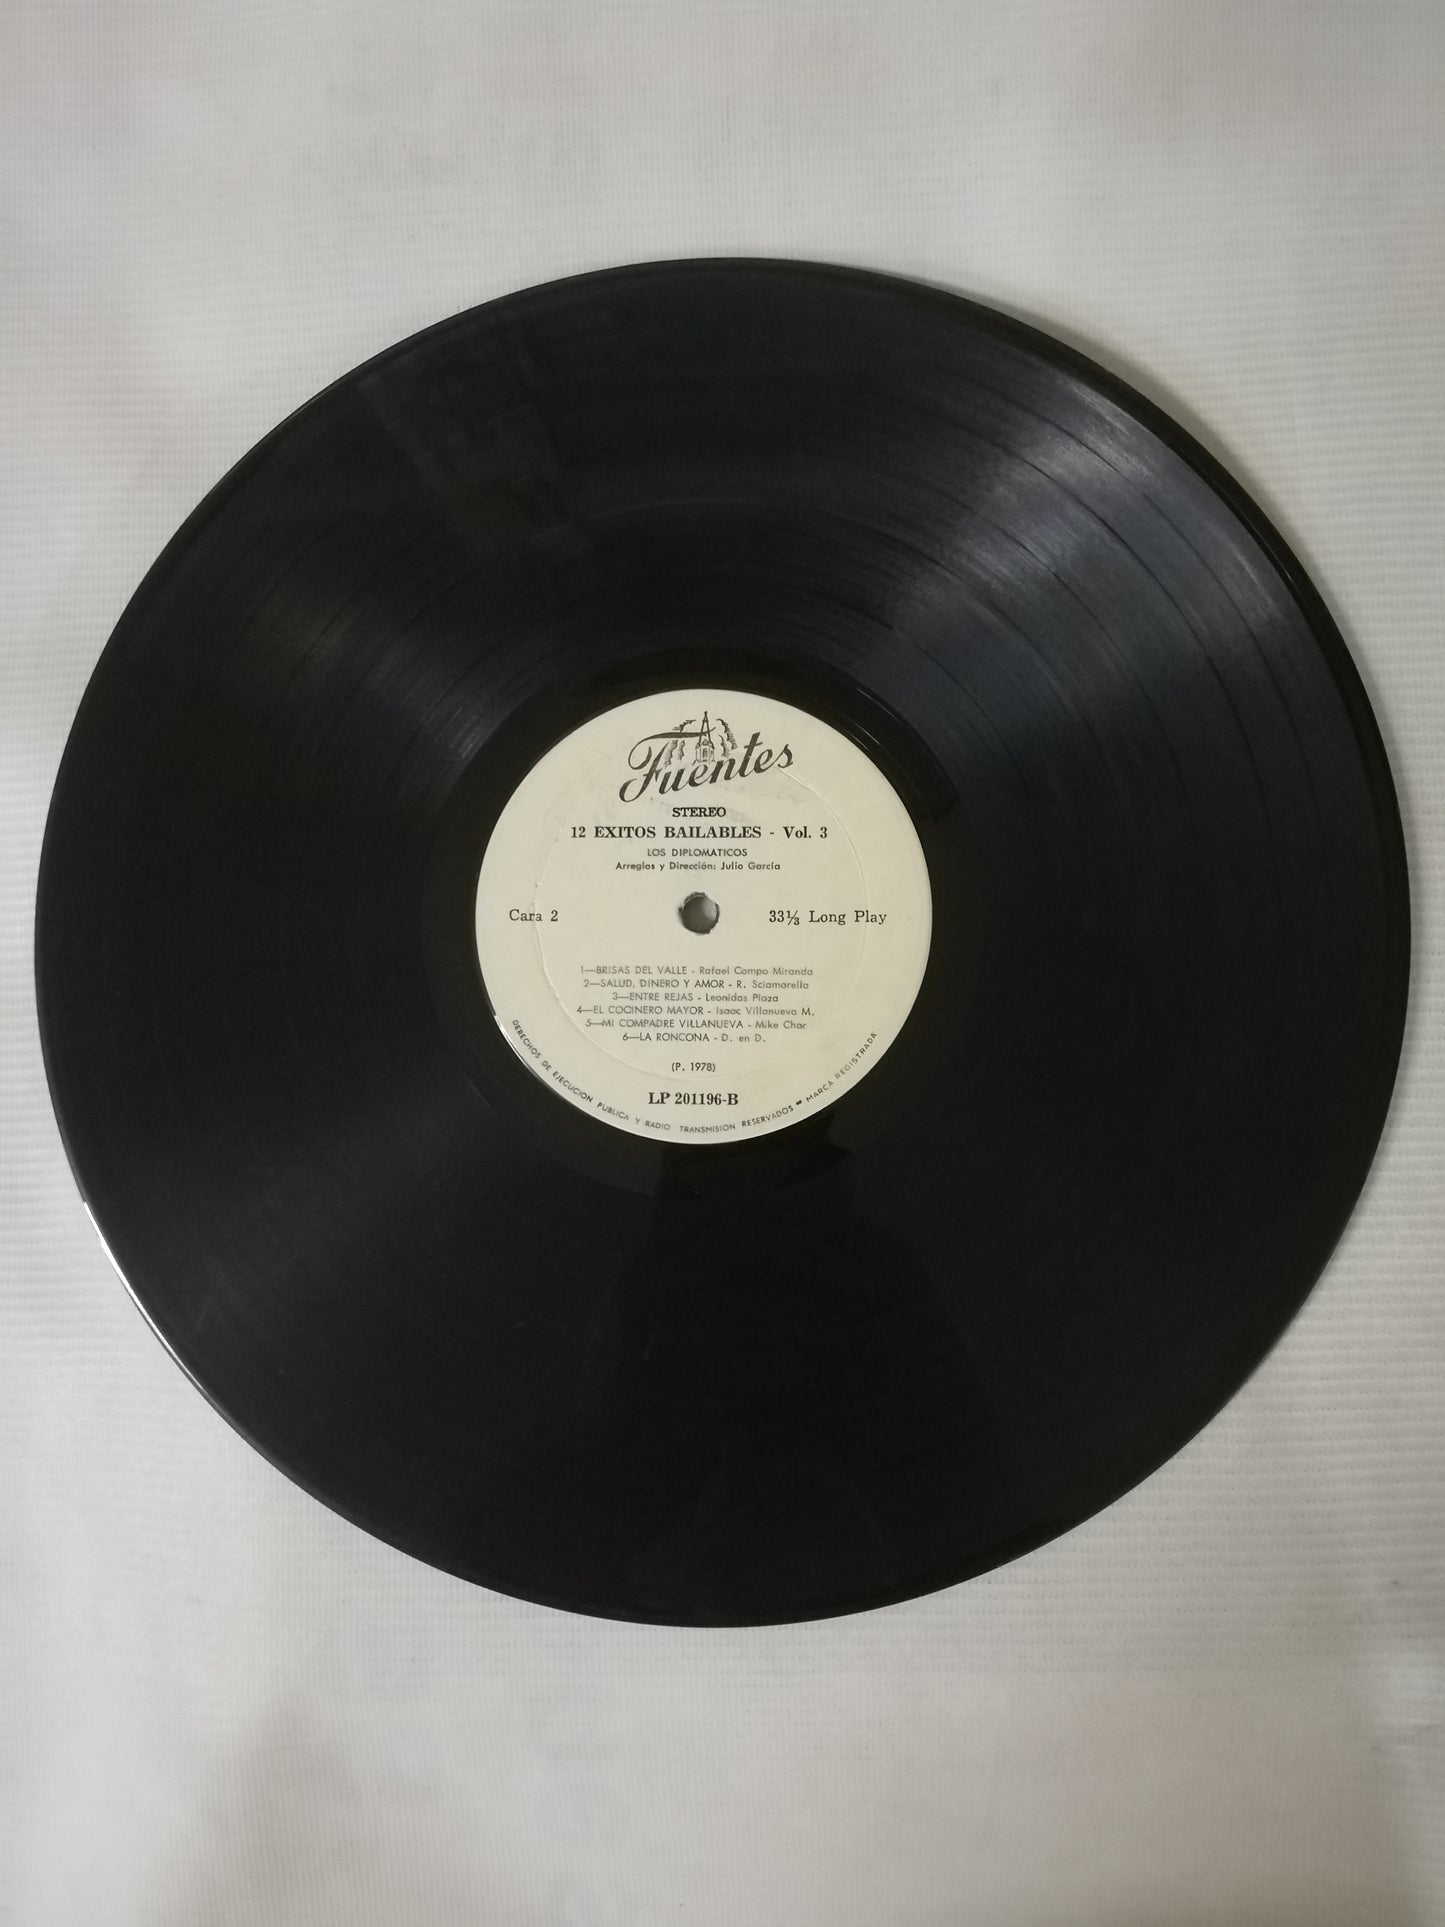 Fuentes
STEREO
12 EXITOS BAILABLES - Vol. 3
LOS DIPLOMATICOS
Arreglos y Dirección: Julio García
Cara 2
33⅓ Long Play
1—BRISAS DEL VALLE - Rafael Campo Miranda
2—SALUD, DINERO Y AMOR - R. Sciamarella
3—ENTRE REJAS - Leonidas Plaza
4—EL COCINERO MAYOR - Isaac Villanueva M.
5—MI COMPADRE VILLANUEVA - Mike Char
6—LA RONCONA - D. en D.
(P. 1978)
LP 201196-B
DERECHOS DE EJECUCION PUBLICA Y RADIO TRANSMISION RESERVADOS - MARCA REGISTRADA